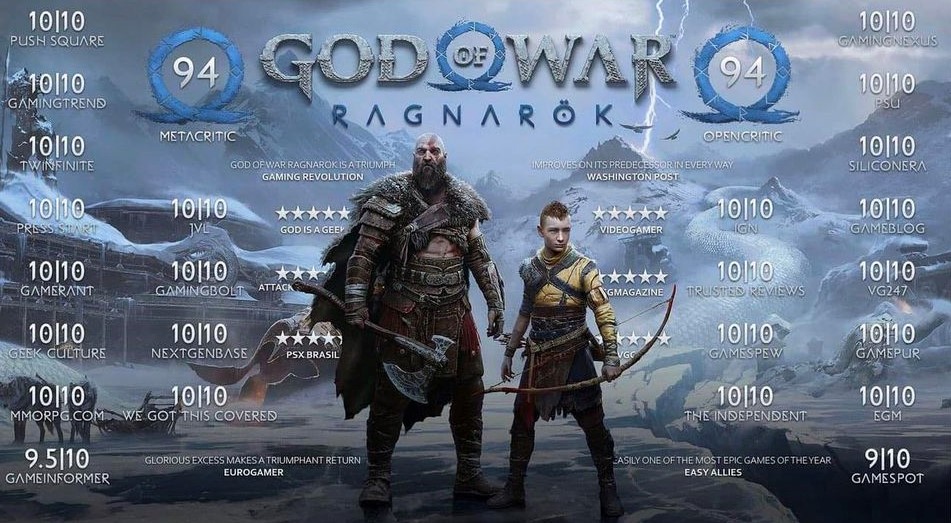 10|10
PUSH SQUARE
10|10
GAMINGTREND
10|10
TWINFINITE
10|10
PRESS START
10|10
GAMERANT
10|10
GEEK CULTURE
10|10
MMORPG.COM
9.5|10
GAMEINFORMER
94
METACRITIC
GOD OF WAR
RAGNARÖK
94
OPENCRITIC
GOD OF WAR RAGNARÖK IS A TRIUMPH
GAMING REVOLUTION
IMPROVES ON ITS PREDECESSOR IN EVERY WAY
WASHINGTON POST
10|10
JVL
10|10
GAMINGBOLT
10|10
NEXTGENBASE
10|10
WE GOT THIS COVERED
★★★★★
GOD IS A GEEK
★★★★
★★★★
PSX BRASIL
★★★★★
VIDEOGAMER
★★★★★
10|10
IGN
10|10
TRUSTED REVIEWS
10|10
GAMESPEW
10|10
THE INDEPENDENT
GLORIOUS EXCESS MAKES A TRIUMPHANT RETURN
EUROGAMER
EASILY ONE OF THE MOST EPIC GAMES OF THE YEAR
EASY ALLIES
10|10
GAMINGNEXUS
10|10
PSU
10|10
SILICONERA
10|10
GAMEBLOG
10|10
VG247
10|10
GAMEPUR
10|10
EGM
9|10
GAMESPOT